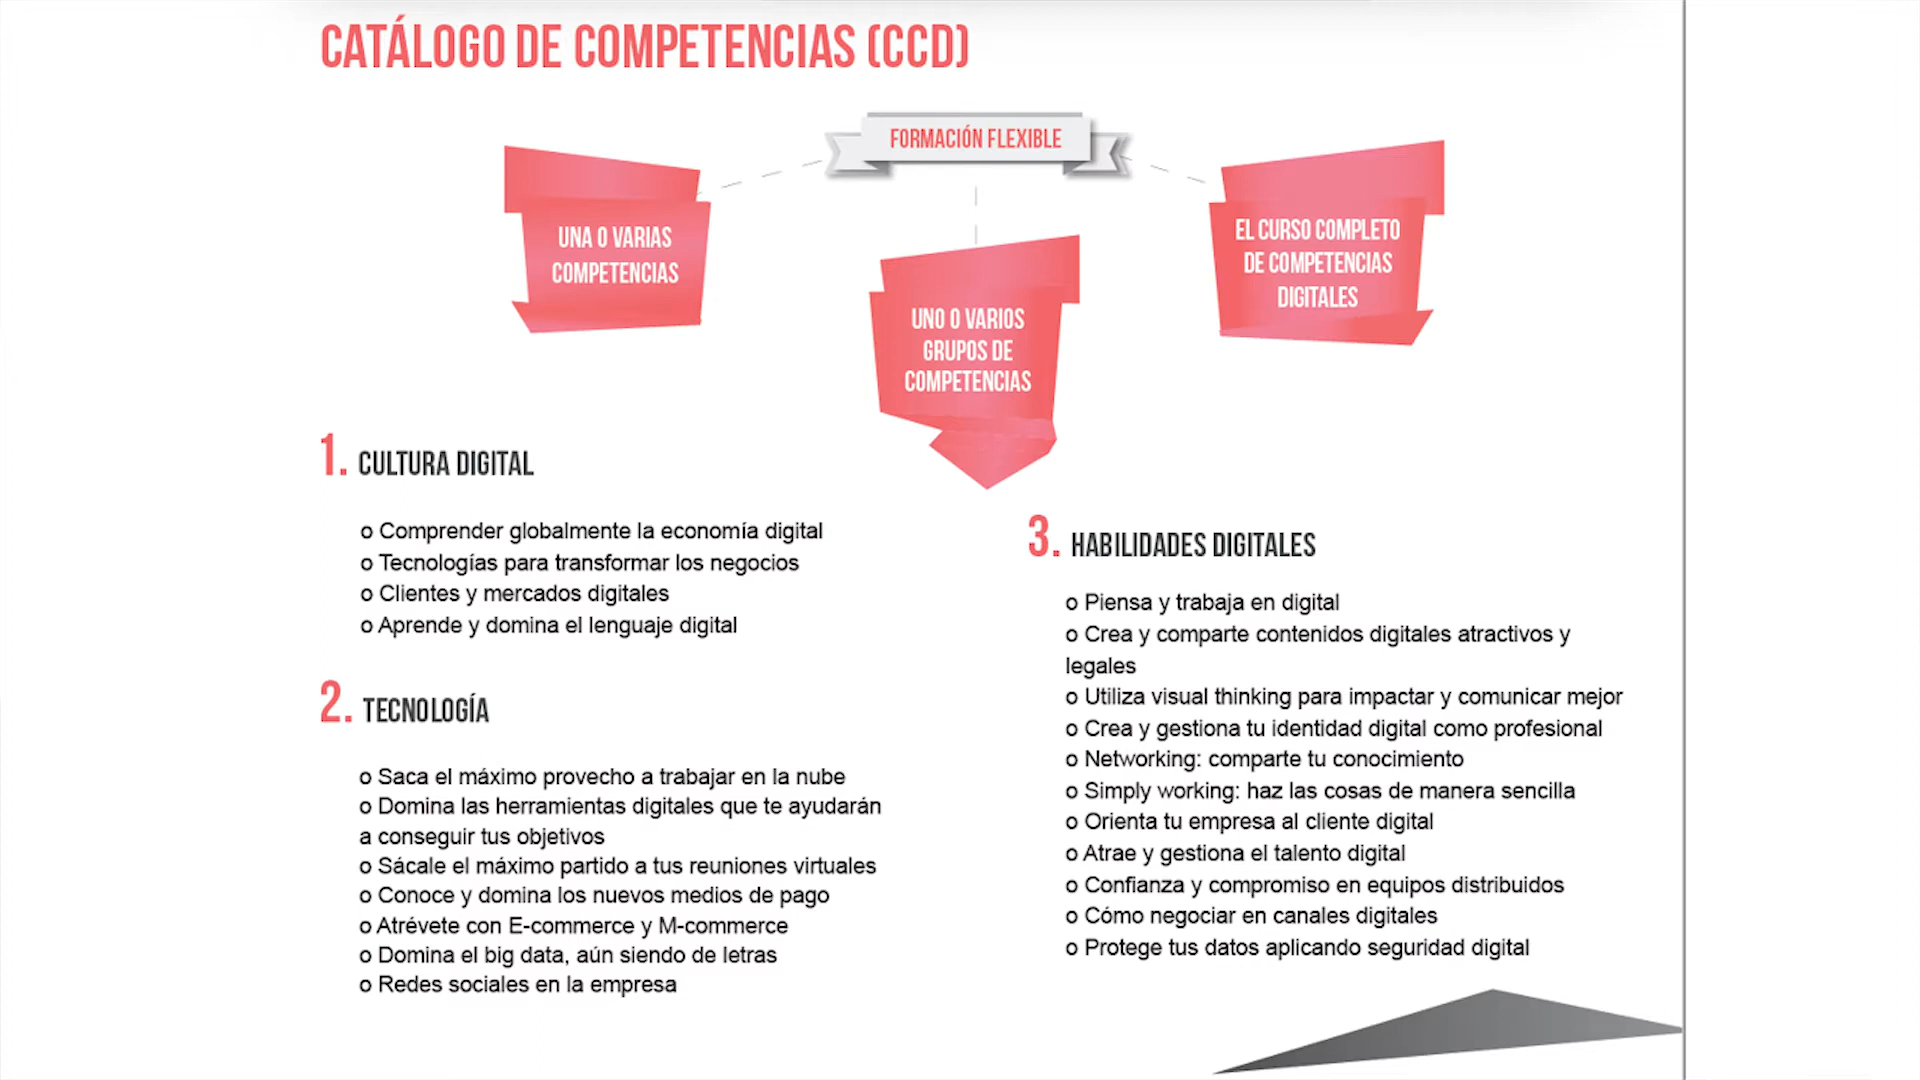 CATÁLOGO DE COMPETENCIAS (CCD)
FORMACIÓN FLEXIBLE
UNA O VARIAS
COMPETENCIAS
UNO O VARIOS
GRUPOS DE
COMPETENCIAS
EL CURSO COMPLETO
DE COMPETENCIAS
DIGITALES
1. CULTURA DIGITAL
o Comprender globalmente la economía digital
o Tecnologías para transformar los negocios
o Clientes y mercados digitales
o Aprende y domina el lenguaje digital
2. TECNOLOGÍA
o Saca el máximo provecho a trabajar en la nube
o Domina las herramientas digitales que te ayudarán
a conseguir tus objetivos
o Sácale el máximo partido a tus reuniones virtuales
o Conoce y domina los nuevos medios de pago
o Atrévete con E-commerce y M-commerce
o Domina el big data, aún siendo de letras
o Redes sociales en la empresa
3. HABILIDADES DIGITALES
o Piensa y trabaja en digital
o Crea y comparte contenidos digitales atractivos y
legales
o Utiliza visual thinking para impactar y comunicar mejor
o Crea y gestiona tu identidad digital como profesional
o Networking: comparte tu conocimiento
o Simply working: haz las cosas de manera sencilla
o Orienta tu empresa al cliente digital
o Atrae y gestiona el talento digital
o Confianza y compromiso en equipos distribuidos
o Cómo negociar en canales digitales
o Protege tus datos aplicando seguridad digital